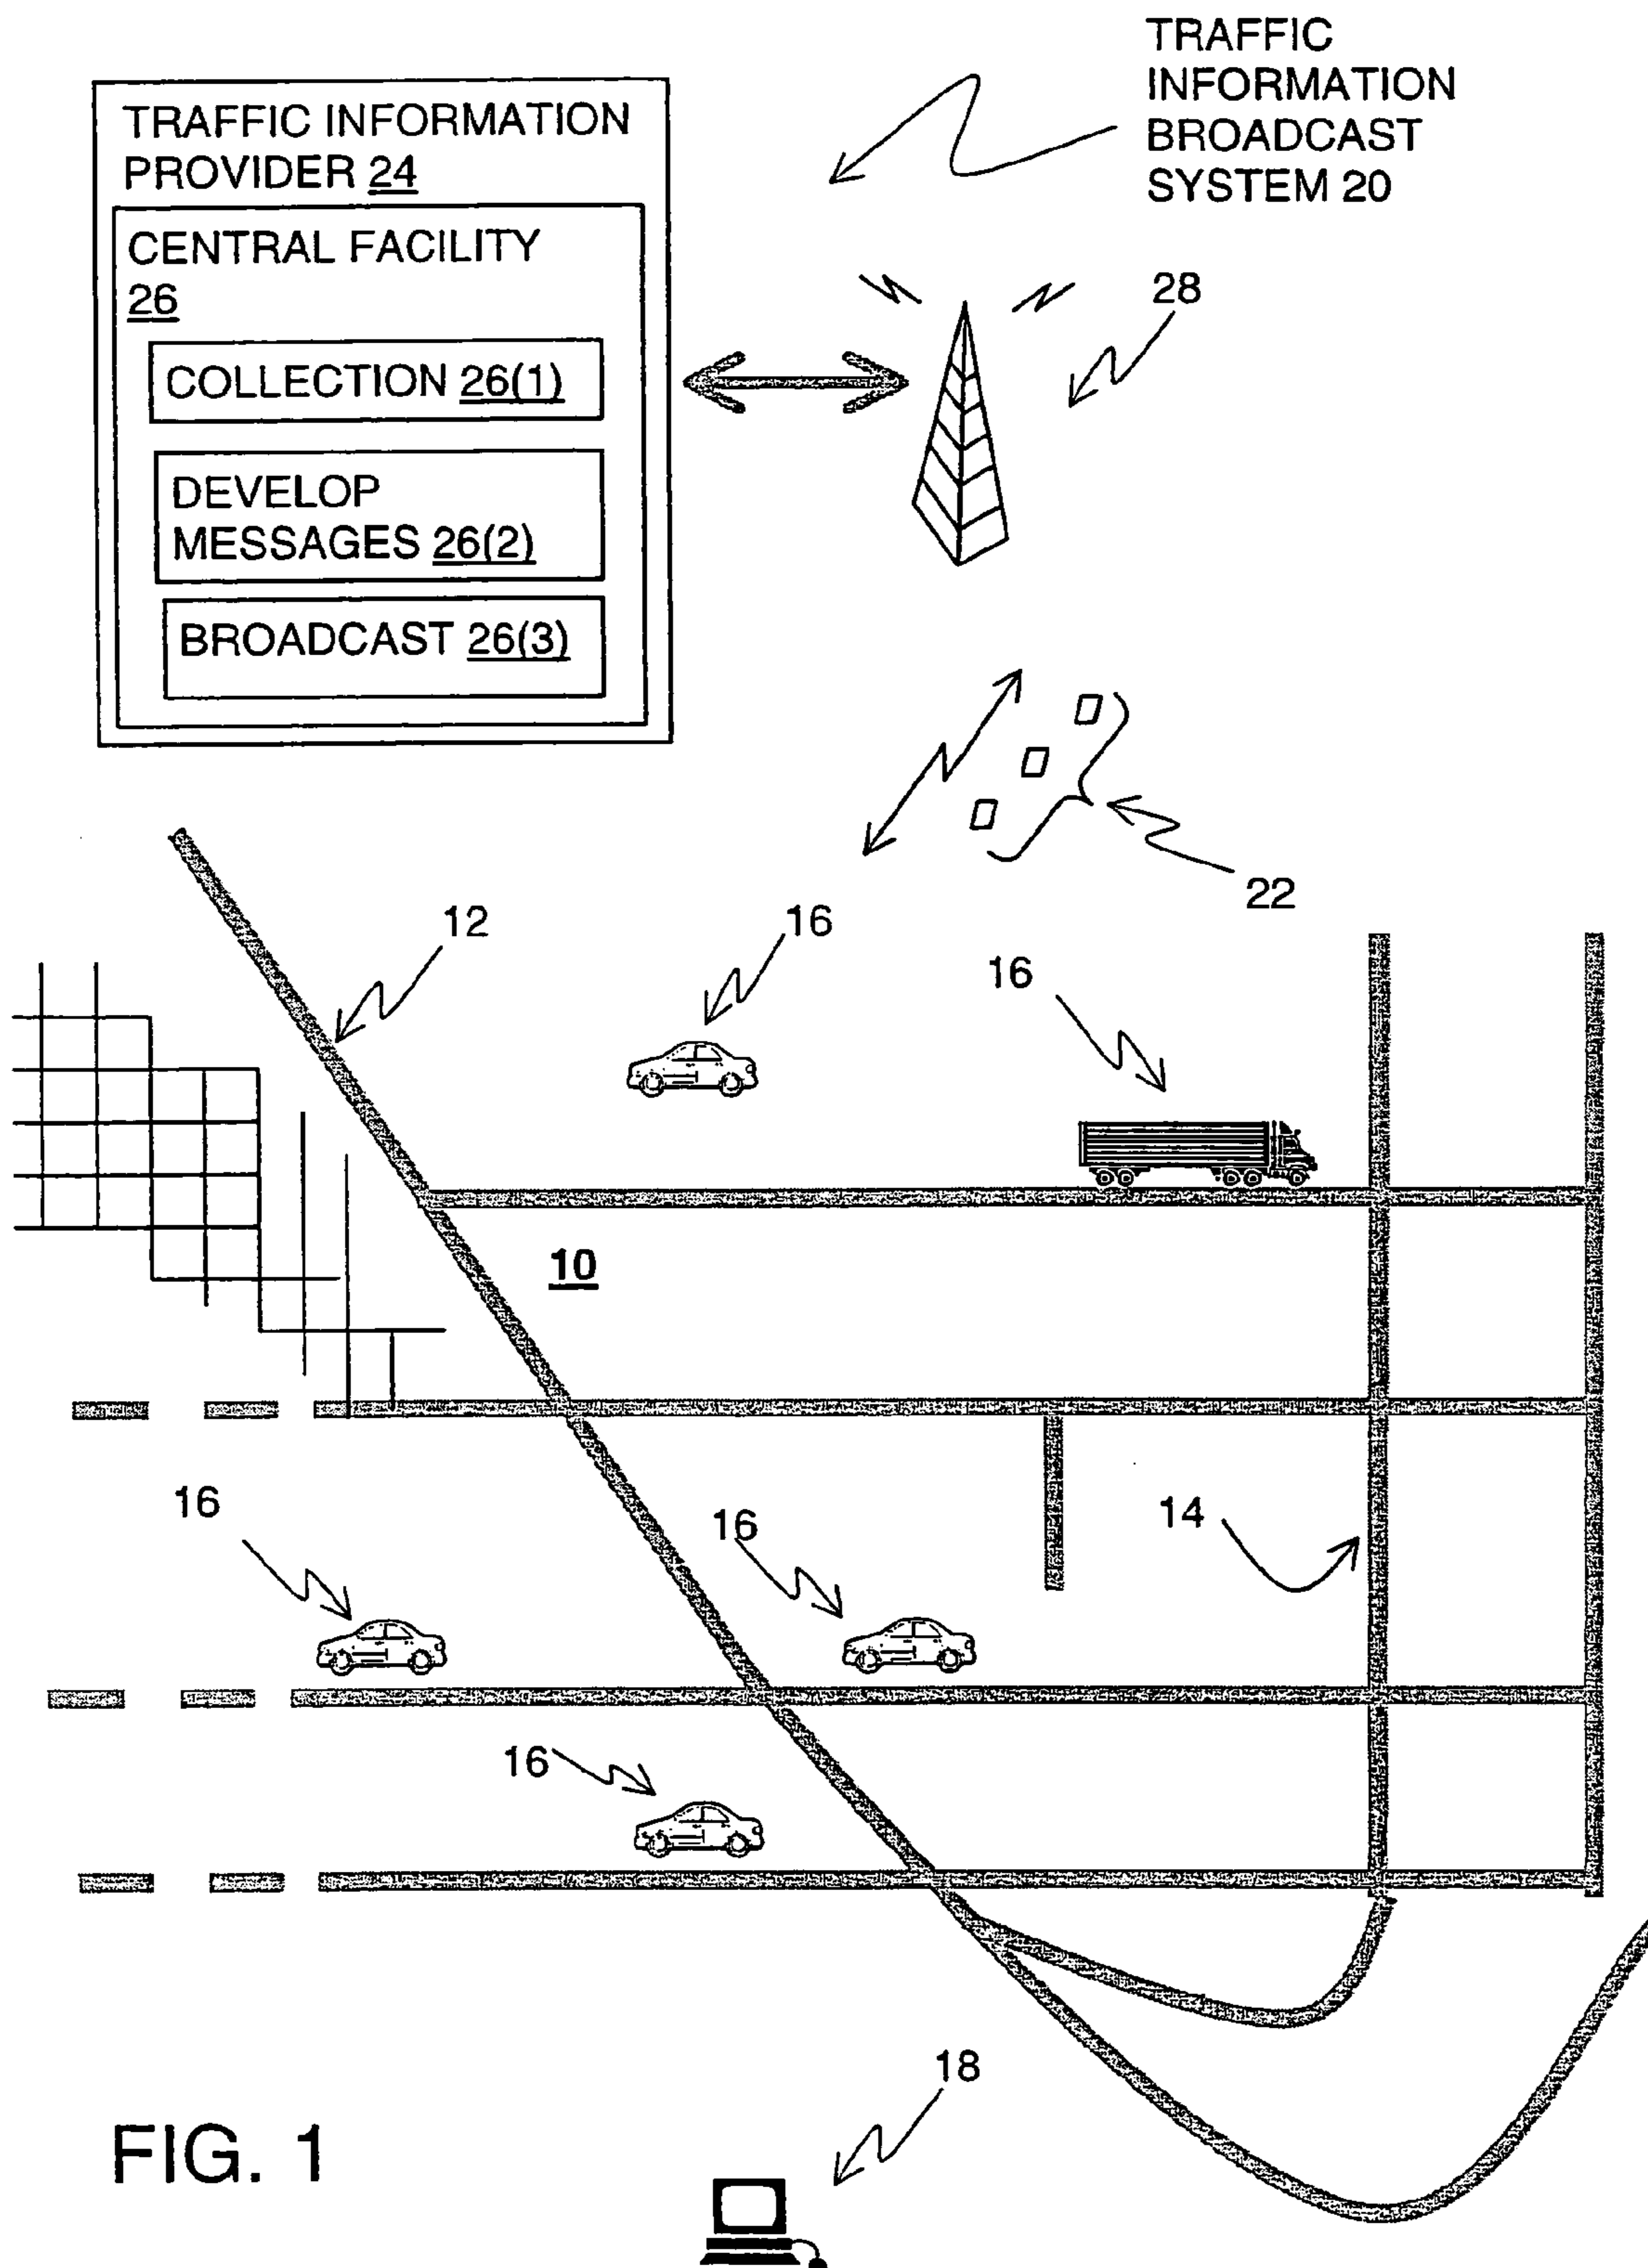 TRAFFIC
INFORMATION
BROADCAST
SYSTEM 20
TRAFFIC INFORMATION
PROVIDER 24
CENTRAL FACILITY
26
COLLECTION 26(1)
DEVELOP
MESSAGES 26(2)
BROADCAST 26(3)
28
22
12
16
16
10
16
16
14
16
18
FIG. 1